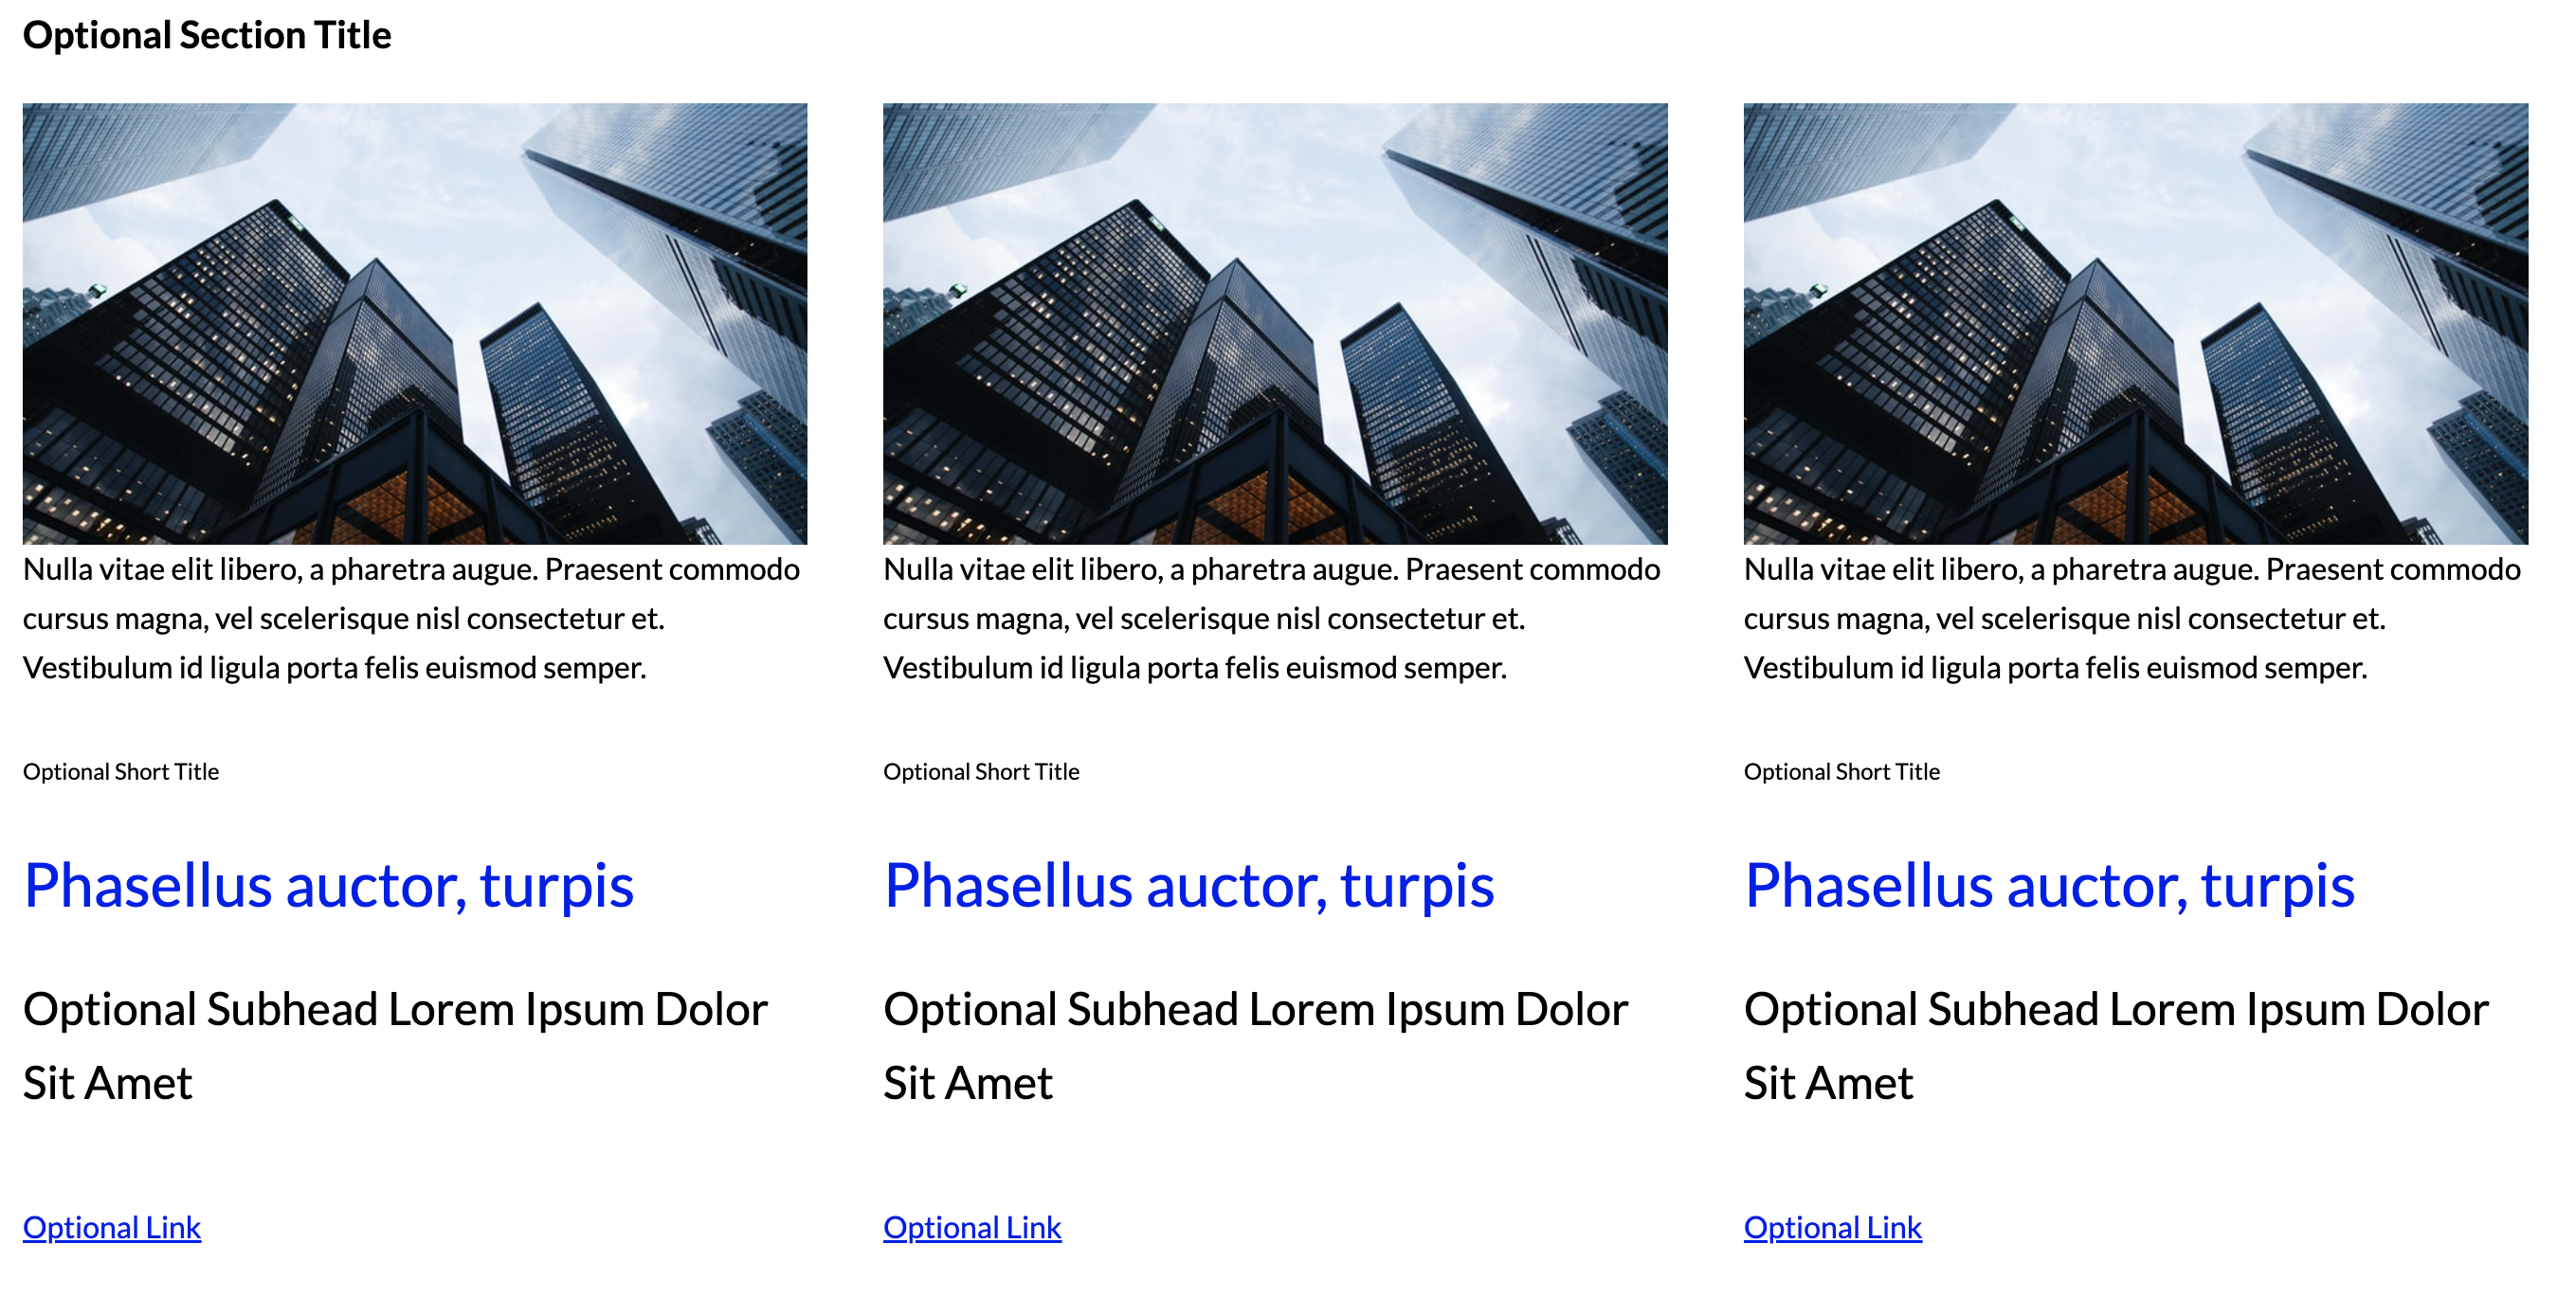 Optional Section Title
Nulla vitae elit libero, a pharetra augue. Praesent commodo
cursus magna, vel scelerisque nisl consectetur et.
Vestibulum id ligula porta felis euismod semper.
Optional Short Title
Phasellus auctor, turpis
Optional Subhead Lorem Ipsum Dolor
Sit Amet
Optional Link
Nulla vitae elit libero, a pharetra augue. Praesent commodo
cursus magna, vel scelerisque nisl consectetur et.
Vestibulum id ligula porta felis euismod semper.
Optional Short Title
Phasellus auctor, turpis
Optional Subhead Lorem Ipsum Dolor
Sit Amet
Optional Link
Nulla vitae elit libero, a pharetra augue. Praesent commodo
cursus magna, vel scelerisque nisl consectetur et.
Vestibulum id ligula porta felis euismod semper.
Optional Short Title
Phasellus auctor, turpis
Optional Subhead Lorem Ipsum Dolor
Sit Amet
Optional Link